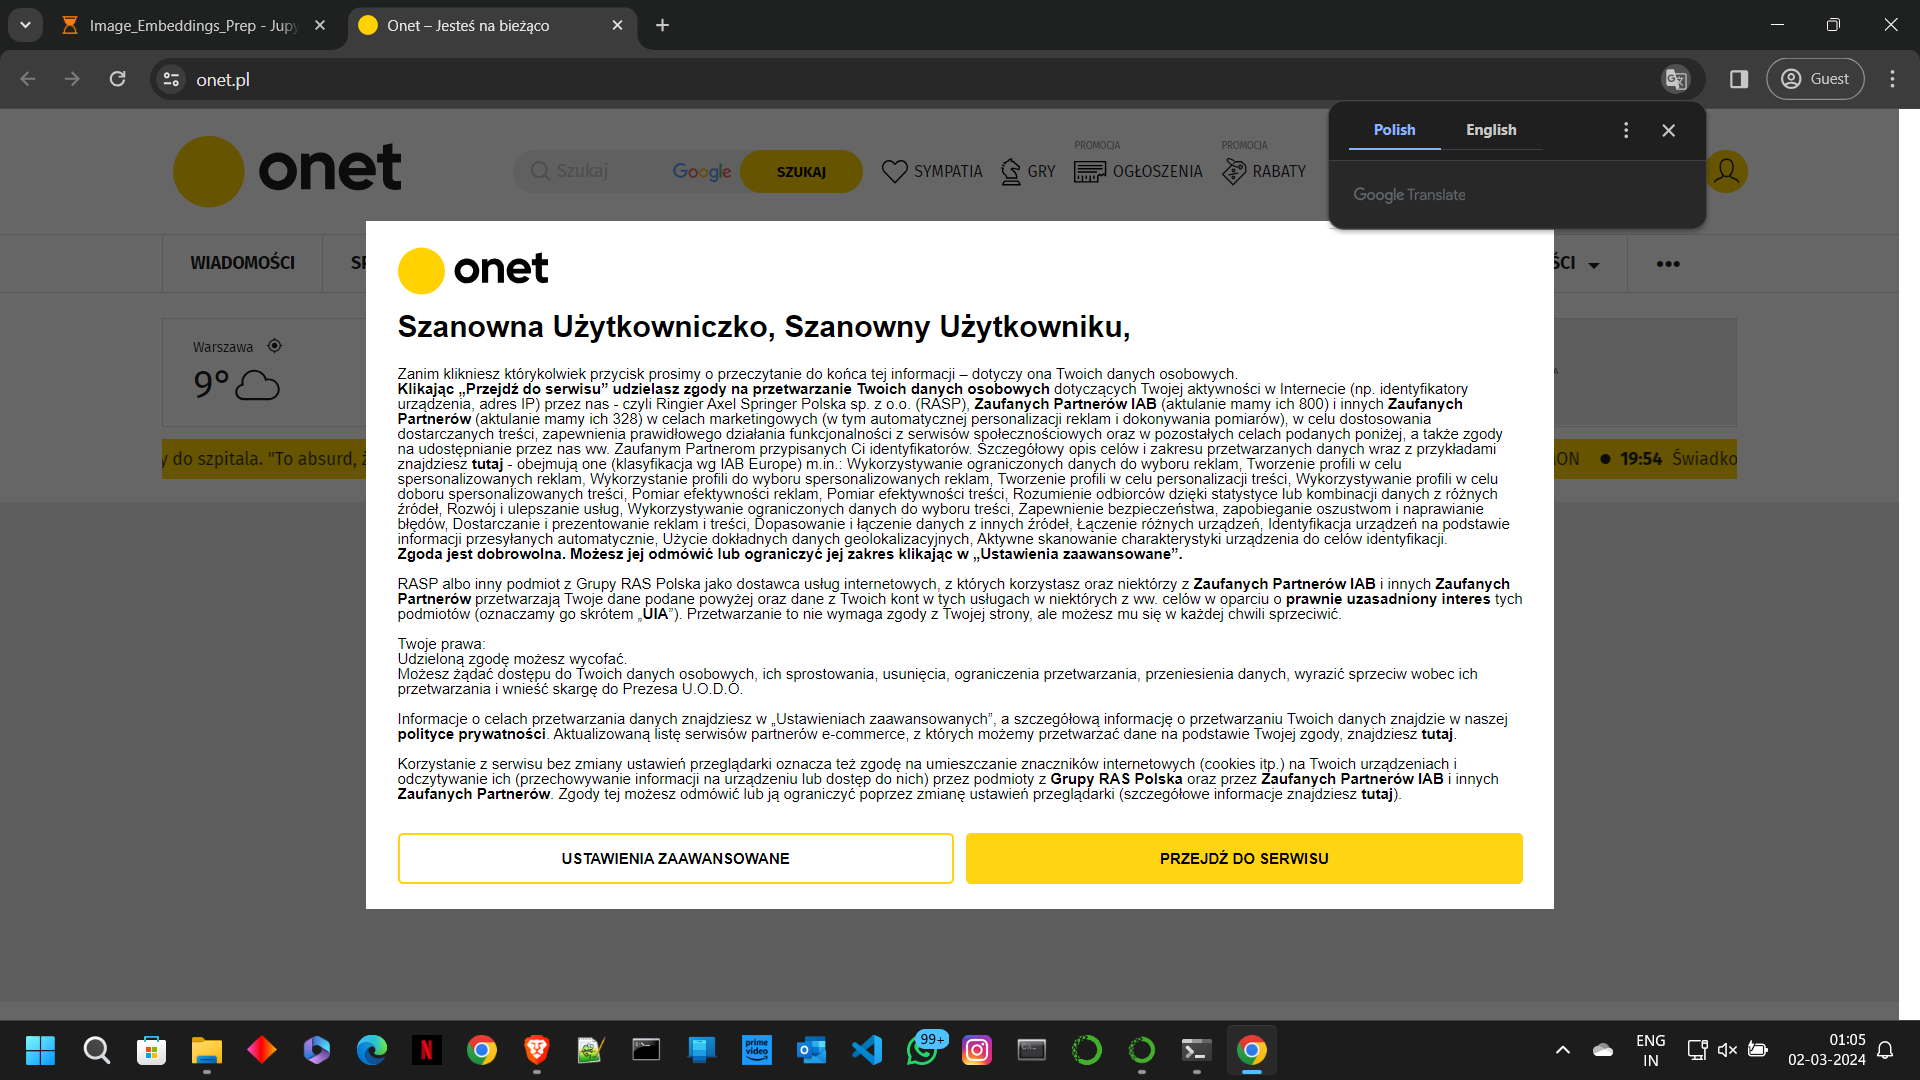 Image_Embeddings_Prep - Jupy
Onet – Jesteś na bieżąco
onet.pl
Guest
Polish
English
Google Translate
onet
Szukaj
Google
SZUKAJ
SYMPATIA
GRY
PROMOCJA
OGŁOSZENIA
PROMOCJA
RABATY
WIADOMOŚCI
ŚCI
Warszawa
9°
y do szpitala. "To absurd,
19:54 Świadko
onet
Szanowna Użytkowniczko, Szanowny Użytkowniku,
Zanim klikniesz którykolwiek przycisk prosimy o przeczytanie do końca tej informacji – dotyczy ona Twoich danych osobowych.
Klikając „Przejdź do serwisu” udzielasz zgody na przetwarzanie Twoich danych osobowych dotyczących Twojej aktywności w Internecie (np. identyfikatory
urządzenia, adres IP) przez nas - czyli Ringier Axel Springer Polska sp. z o.o. (RASP), Zaufanych Partnerów IAB (aktulanie mamy ich 800) i innych Zaufanych
Partnerów (aktulanie mamy ich 328) w celach marketingowych (w tym automatycznej personalizacji reklam i dokonywania pomiarów), w celu dostosowania
dostarczanych treści, zapewnienia prawidłowego działania funkcjonalności z serwisów społecznościowych oraz w pozostałych celach podanych poniżej, a także zgody
na udostępnianie przez nas ww. Zaufanym Partnerom przypisanych Ci identyfikatorów. Szczegółowy opis celów i zakresu przetwarzanych danych wraz z przykładami
znajdziesz tutaj - obejmują one (klasyfikacja wg IAB Europe) m.in.: Wykorzystywanie ograniczonych danych do wyboru reklam, Tworzenie profili w celu
spersonalizowanych reklam, Wykorzystanie profili do wyboru spersonalizowanych reklam, Tworzenie profili w celu personalizacji treści, Wykorzystywanie profili w celu
doboru spersonalizowanych treści, Pomiar efektywności reklam, Pomiar efektywności treści, Rozumienie odbiorców dzięki statystyce lub kombinacji danych z różnych
źródeł, Rozwój i ulepszanie usług, Wykorzystywanie ograniczonych danych do wyboru treści, Zapewnienie bezpieczeństwa, zapobieganie oszustwom i naprawianie
błędów, Dostarczanie i prezentowanie reklam i treści, Dopasowanie i łączenie danych z innych źródeł, Łączenie różnych urządzeń, Identyfikacja urządzeń na podstawie
informacji przesyłanych automatycznie, Użycie dokładnych danych geolokalizacyjnych, Aktywne skanowanie charakterystyki urządzenia do celów identyfikacji.
Zgoda jest dobrowolna. Możesz jej odmówić lub ograniczyć jej zakres klikając w „Ustawienia zaawansowane”.
RASP albo inny podmiot z Grupy RAS Polska jako dostawca usług internetowych, z których korzystasz oraz niektórzy z Zaufanych Partnerów IAB i innych Zaufanych
Partnerów przetwarzają Twoje dane podane powyżej oraz dane z Twoich kont w tych usługach w niektórych z ww. celów w oparciu o prawnie uzasadniony interes tych
podmiotów (oznaczamy go skrótem „UIA”). Przetwarzanie to nie wymaga zgody z Twojej strony, ale możesz mu się w każdej chwili sprzeciwić.
Twoje prawa:
Udzieloną zgodę możesz wycofać.
Możesz żądać dostępu do Twoich danych osobowych, ich sprostowania, usunięcia, ograniczenia przetwarzania, przeniesienia danych, wyrazić sprzeciw wobec ich
przetwarzania i wnieść skargę do Prezesa U.O.D.O.
Informacje o celach przetwarzania danych znajdziesz w „Ustawieniach zaawansowanych”, a szczegółową informację o przetwarzaniu Twoich danych znajdzie w naszej
polityce prywatności. Aktualizowaną listę serwisów partnerów e-commerce, z których możemy przetwarzać dane na podstawie Twojej zgody, znajdziesz tutaj.
Korzystanie z serwisu bez zmiany ustawień przeglądarki oznacza też zgodę na umieszczanie znaczników internetowych (cookies itp.) na Twoich urządzeniach i
odczytywanie ich (przechowywanie informacji na urządzeniu lub dostęp do nich) przez podmioty z Grupy RAS Polska oraz przez Zaufanych Partnerów IAB i innych
Zaufanych Partnerów. Zgody tej możesz odmówić lub ją ograniczyć poprzez zmianę ustawień przeglądarki (szczegółowe informacje znajdziesz tutaj).
USTAWIENIA ZAAWANSOWANE
PRZEJDŹ DO SERWISU
prime video
99+
ENG
IN
01:05
02-03-2024